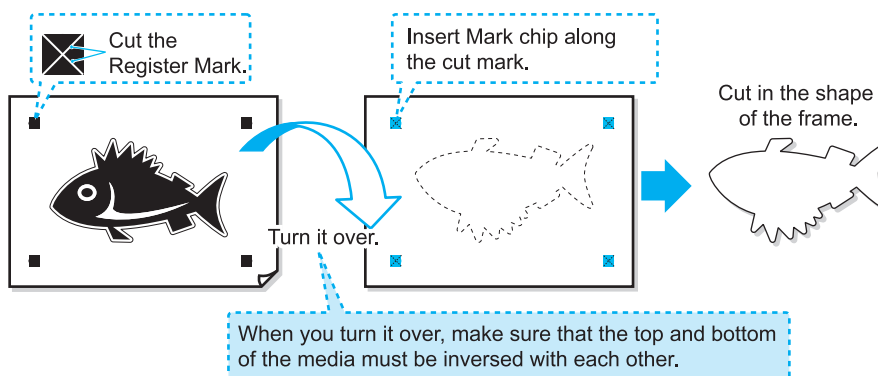 Cut the
Register Mark.
Insert Mark chip along
the cut mark.
Cut in the shape
of the frame.
Turn it over.
When you turn it over, make sure that the top and bottom
of the media must be inversed with each other.